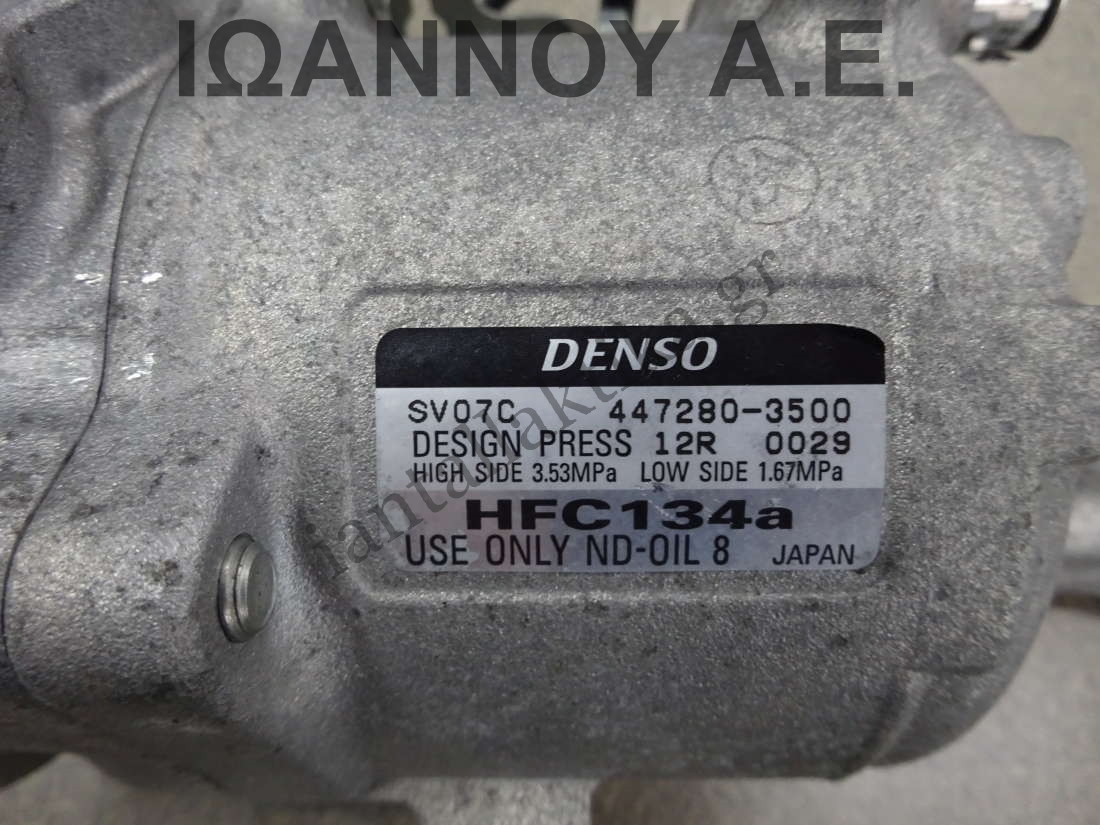 ΙΩΑΝΝΟΥ Α.Ε.
DENSO
SV07C 447280-3500
DESIGN PRESS 12R 0029
HIGH SIDE 3.53MPa LOW SIDE 1.67MPa
HFC134a
USE ONLY ND-OIL 8 JAPAN